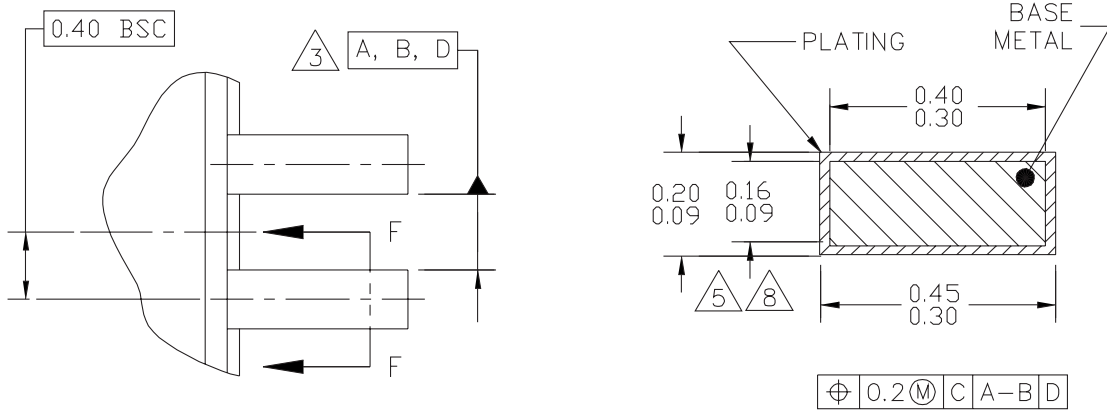 0.40 BSC
3
A, B, D
F
F
PLATING
BASE
METAL
0.40
0.30
0.20
0.09
0.16
0.09
5
8
0.45
0.30
⌖ 0.2 Ⓜ C A-B D